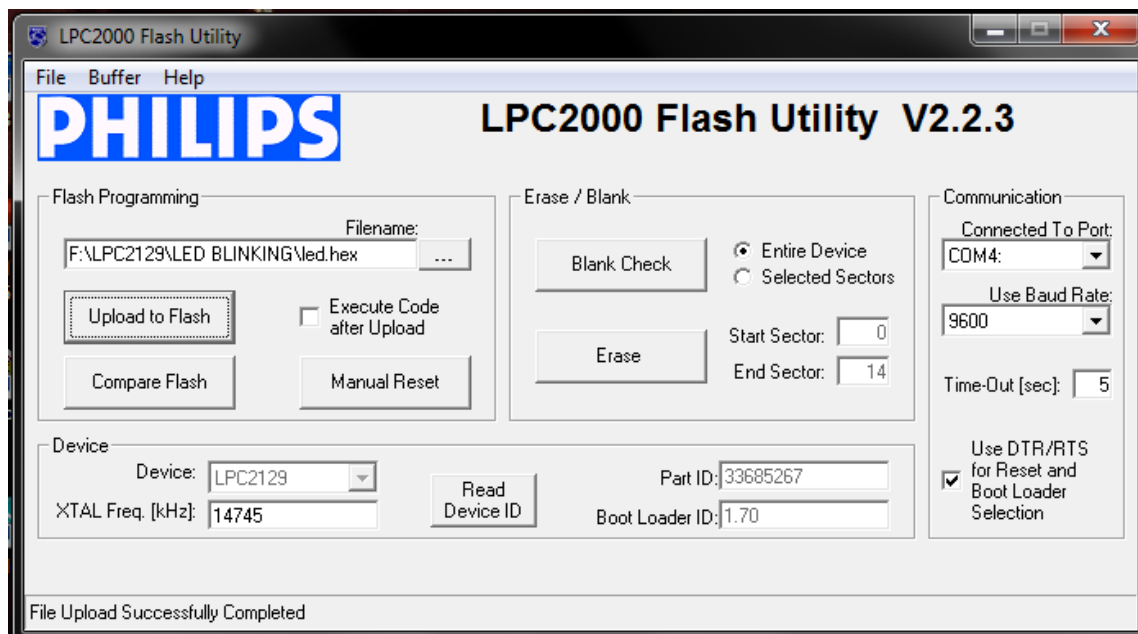 LPC2000 Flash Utility
File Buffer Help
PHILIPS
LPC2000 Flash Utility V2.2.3
Flash Programming
Filename:
F:\LPC2129\LED BLINKING\led.hex
...
Upload to Flash
Execute Code
after Upload
Compare Flash
Manual Reset
Erase / Blank
Blank Check
Entire Device
Selected Sectors
Erase
Start Sector: 0
End Sector: 14
Communication
Connected To Port:
COM4:
Use Baud Rate:
9600
Time-Out [sec]: 5
Use DTR/RTS
for Reset and
Boot Loader
Selection
Device
Device: LPC2129
XTAL Freq. [kHz]: 14745
Read
Device ID
Part ID: 33685267
Boot Loader ID: 1.70
File Upload Successfully Completed